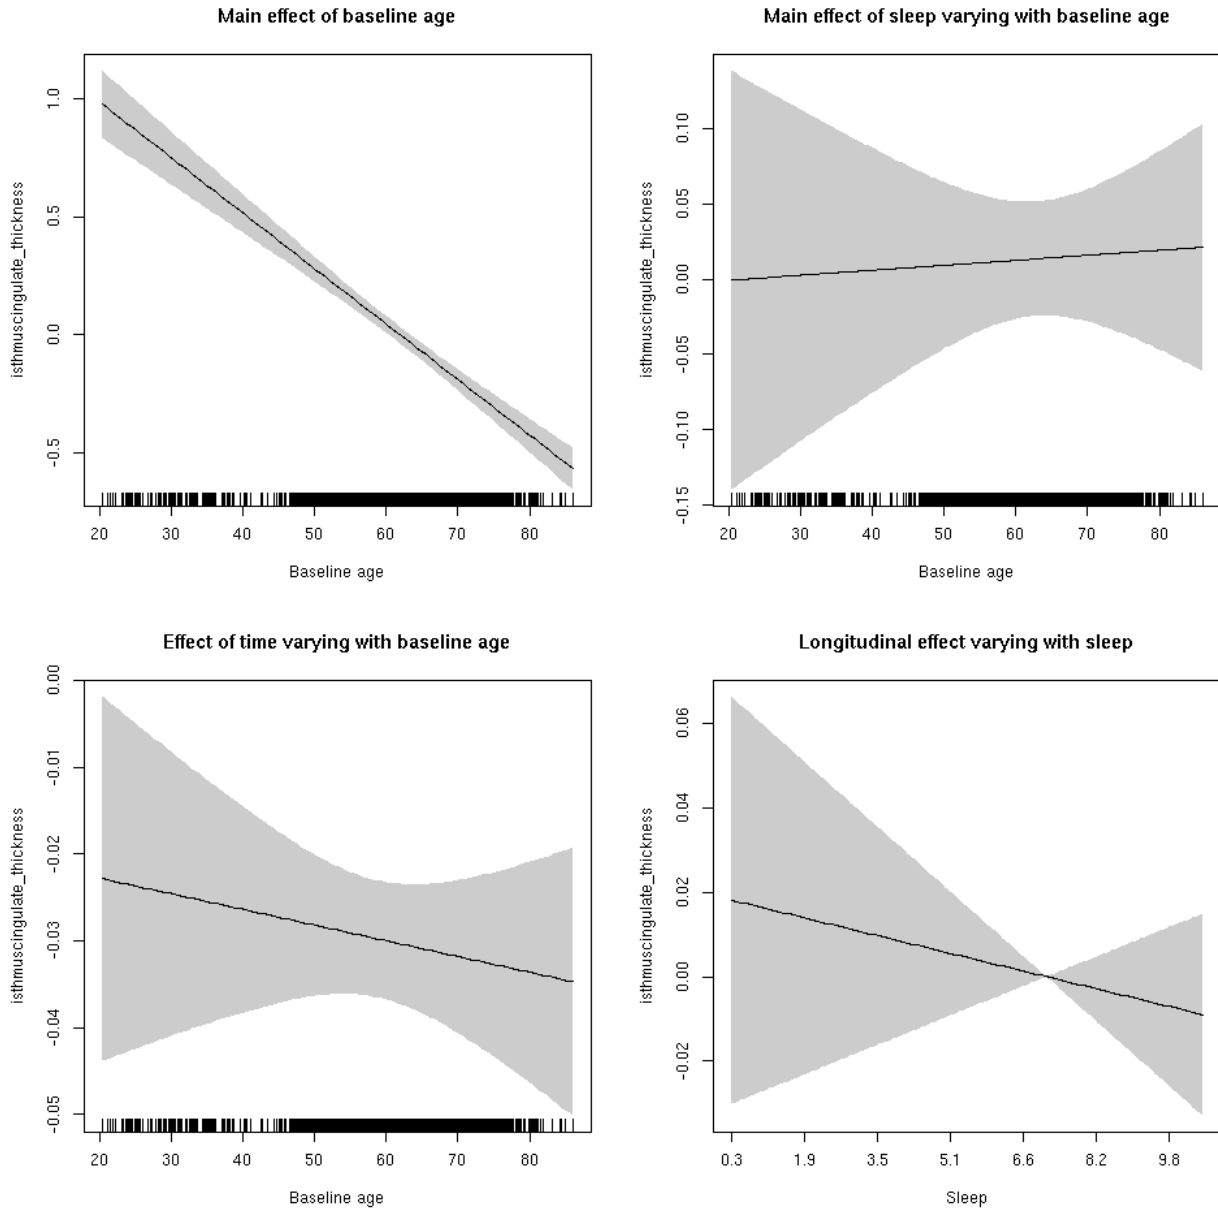 Main effect of baseline age
isthmuscingulate_thickness
1.0
0.5
0.0
-0.5
20 30 40 50 60 70 80
Baseline age
Main effect of sleep varying with baseline age
isthmuscingulate_thickness
0.10
0.05
0.00
-0.05
-0.10
-0.15
20 30 40 50 60 70 80
Baseline age
Effect of time varying with baseline age
isthmuscingulate_thickness
0.00
-0.01
-0.02
-0.03
-0.04
-0.05
20 30 40 50 60 70 80
Baseline age
Longitudinal effect varying with sleep
isthmuscingulate_thickness
0.06
0.04
0.02
0.00
-0.02
0.3 1.9 3.5 5.1 6.6 8.2 9.8
Sleep